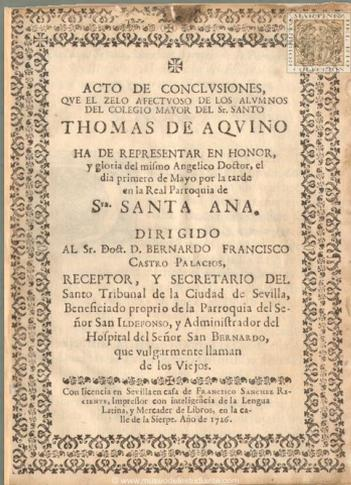 ACTO DE CONCLVSIONES,
QVE EL ZELO AFECTVOSO DE LOS ALVMNOS
DEL COLEGIO MAYOR DEL Sr. SANTO
THOMAS DE AQVINO
HA DE REPRESENTAR EN HONOR,
y gloria del miſmo Angelico Doctor, el
dia primero de Mayo por la tarde
en la Real Parroquia de
Sra. SANTA ANA.
DIRIGIDO
AL Sr. Doct. D. BERNARDO FRANCISCO
CASTRO PALACIOS,
RECEPTOR, Y SECRETARIO DEL
Santo Tribunal de la Ciudad de Sevilla,
Beneficiado proprio de la Parroquia del Se-
ñor San ILDEFONSO, y Adminiſtrador del
Hoſpital del Señor San BERNARDO,
que vulgarmente llaman
de los Viejos.
Con licencia en Sevilla en caſa de FRANCISCO SANCHEZ RE-
CIENTE, Impreſſor con inteligencia de la Lengua
Latina, y Mercader de Libros, en la ca-
lle de la Sierpe. Año de 1726.
© www.museodelestudiante.com